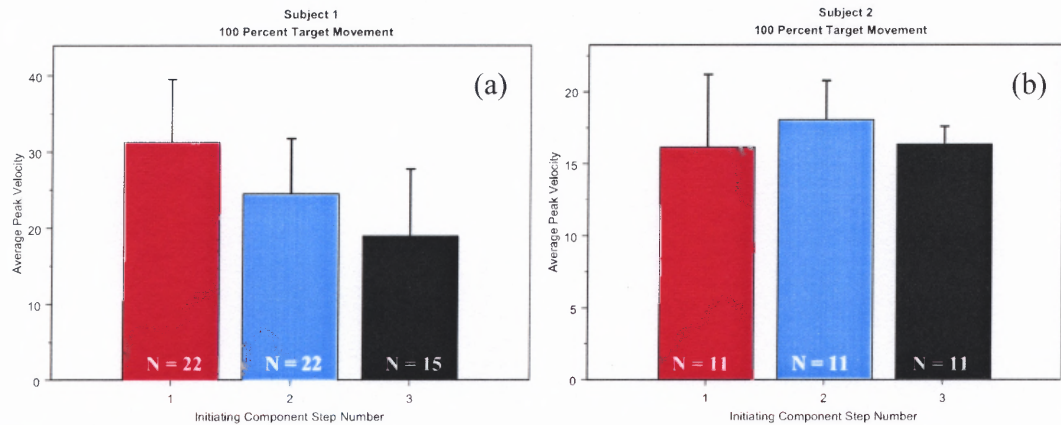 Subject 1
100 Percent Target Movement
(a)
Average Peak Velocity
40
30
20
10
0
N = 22
N = 22
N = 15
1
2
3
Initiating Component Step Number
Subject 2
100 Percent Target Movement
(b)
Average Peak Velocity
20
15
10
5
0
N = 11
N = 11
N = 11
1
2
3
Initiating Component Step Number